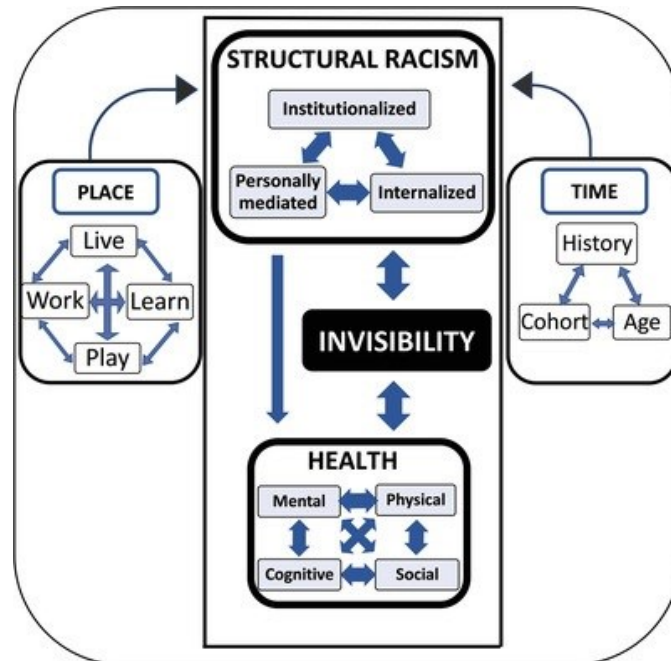 STRUCTURAL RACISM
Institutionalized
Personally
mediated
Internalized
PLACE
Live
Work
Learn
Play
TIME
History
Cohort
Age
INVISIBILITY
HEALTH
Mental
Physical
Cognitive
Social